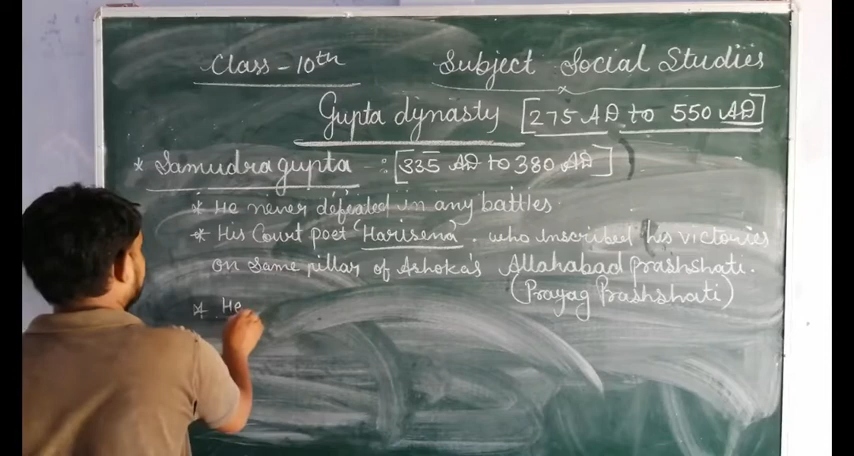 Class - 10th Subject Social Studies
Gupta dynasty [275 AD to 550 AD]
* Samudragupta -: [335 AD to 380 AD]
* He never defeated in any battles.
* His Court poet 'Harisena', who inscribed his victories
on same pillar of Ashoka's Allahabad prashshati.
(Prayag Prashshati)
* He